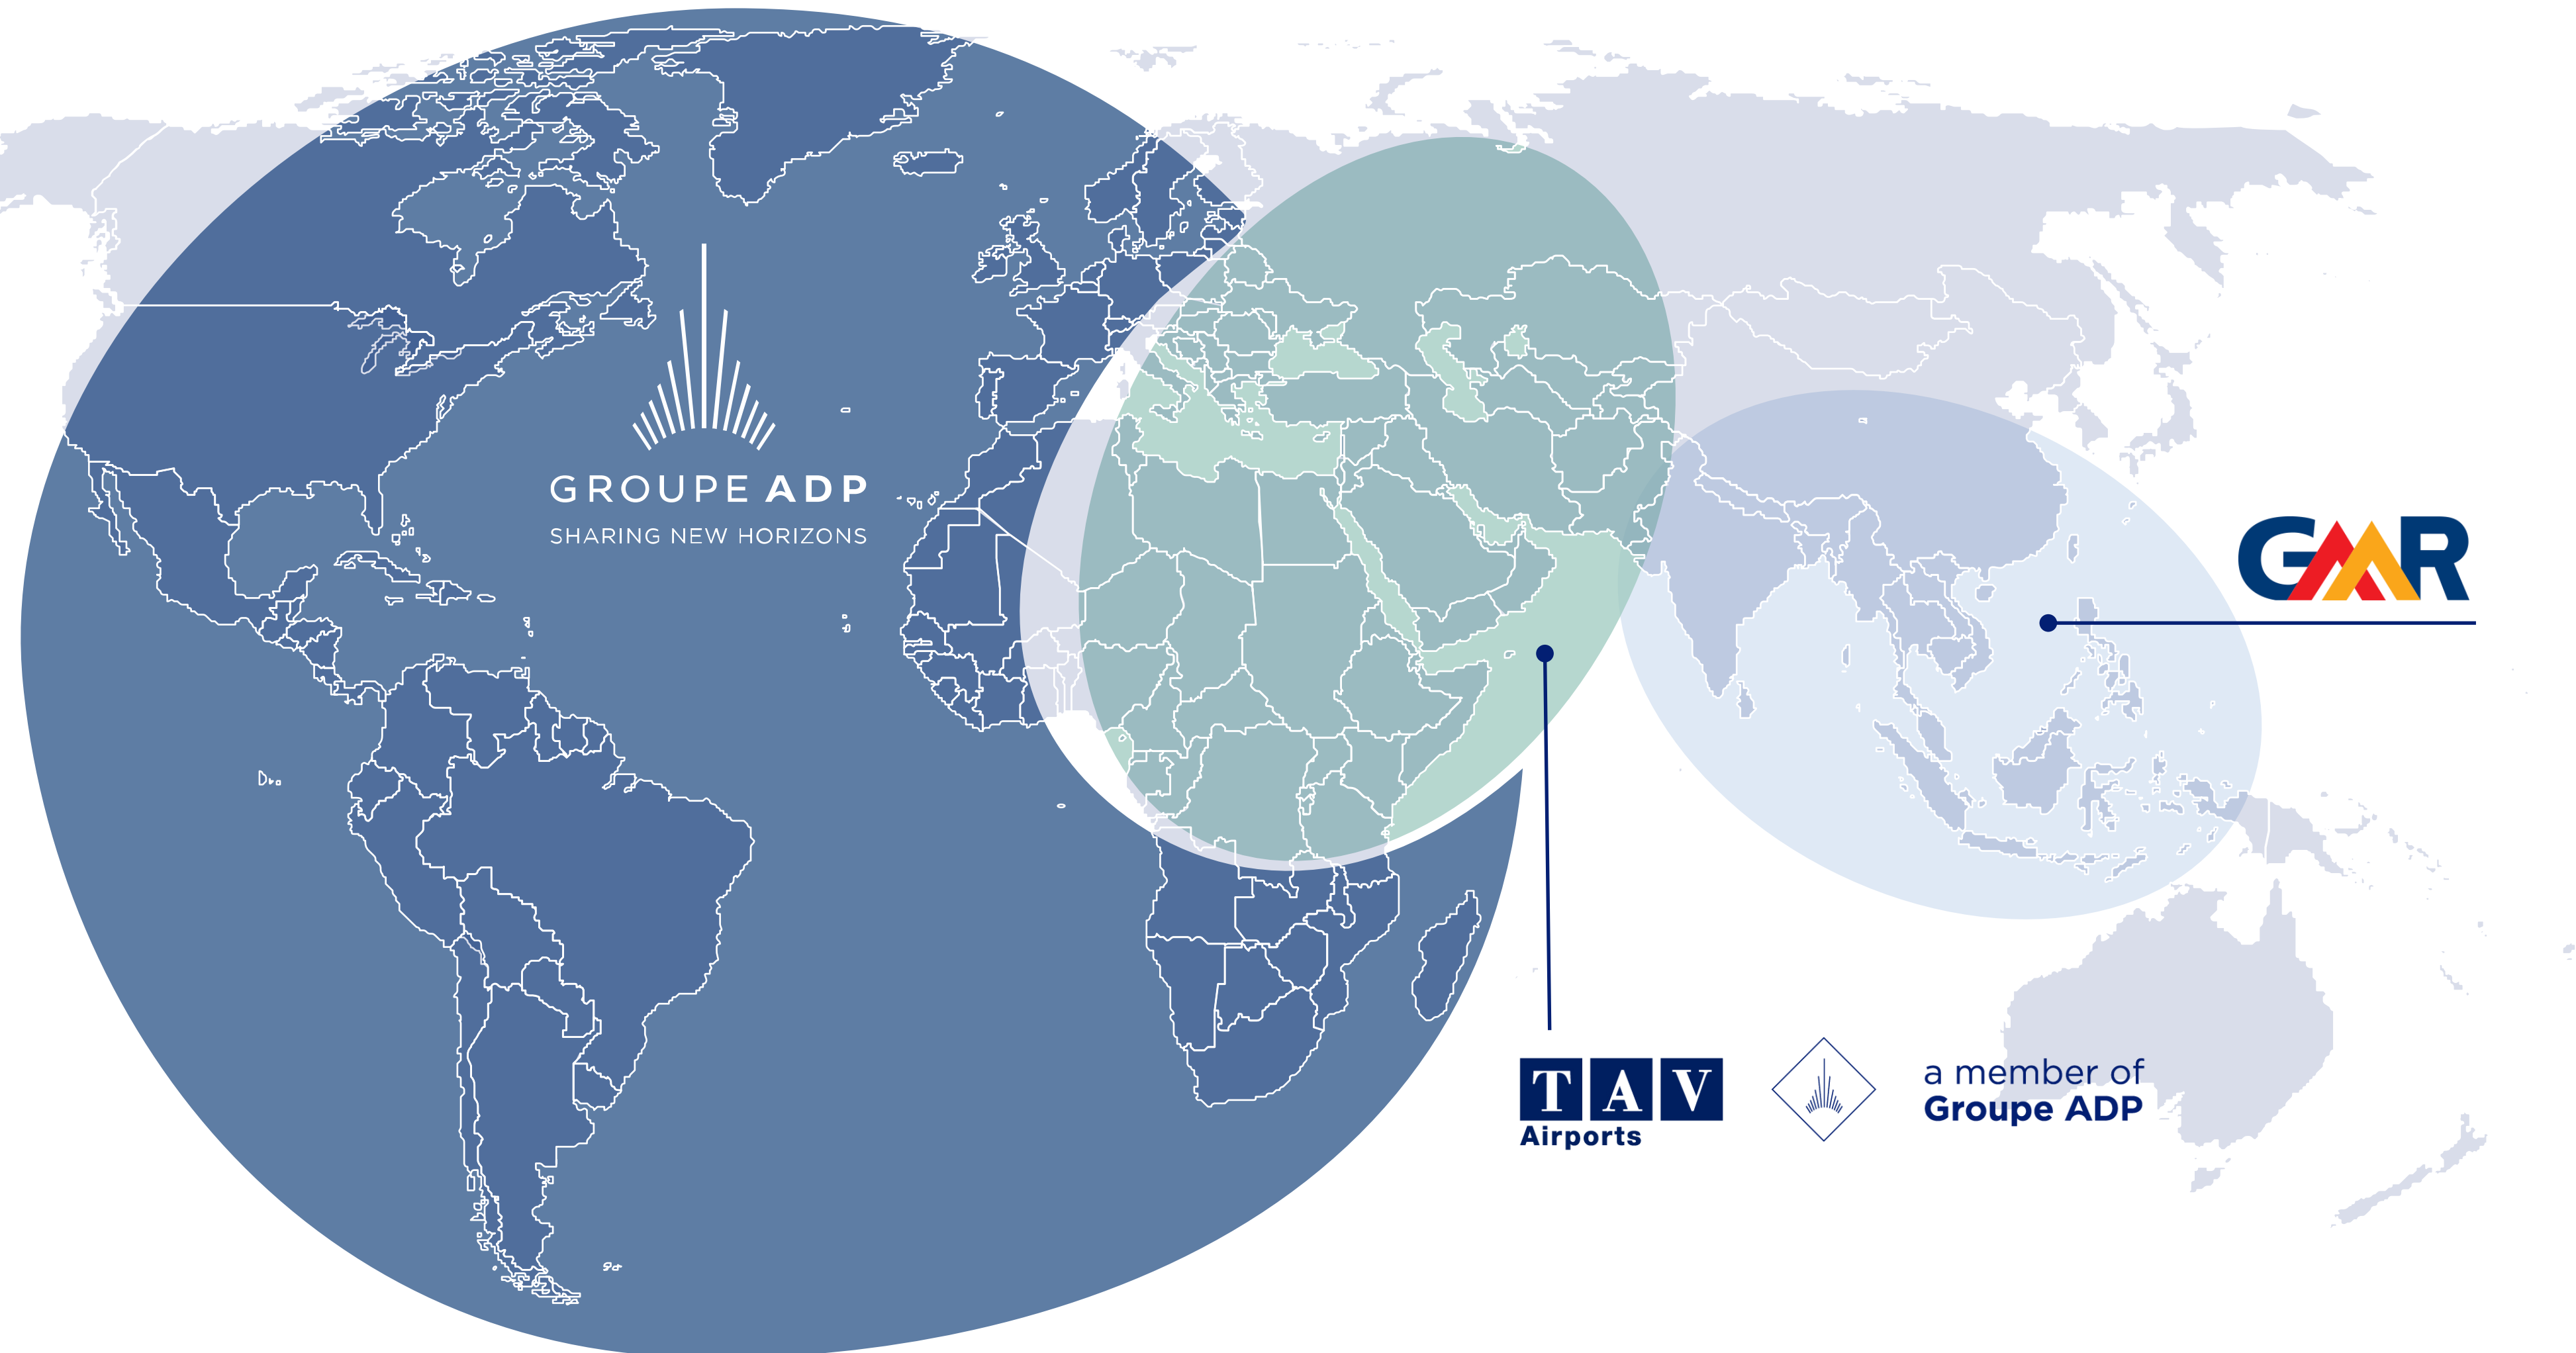 GROUPE ADP
SHARING NEW HORIZONS
GMR
TAV
Airports
a member of
Groupe ADP